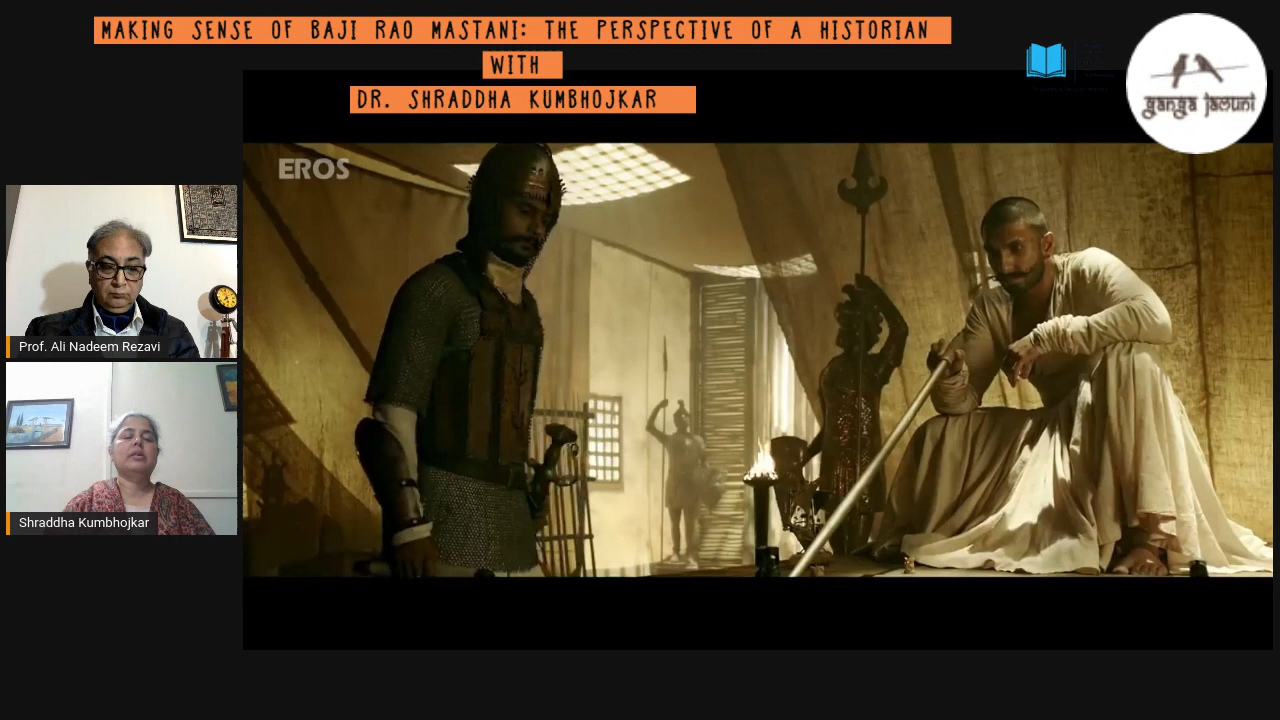 MAKING SENSE OF BAJI RAO MASTANI: THE PERSPECTIVE OF A HISTORIAN
WITH
DR. SHRADDHA KUMBHOJKAR
ganga jamuni
EROS
Prof. Ali Nadeem Rezavi
Shraddha Kumbhojkar